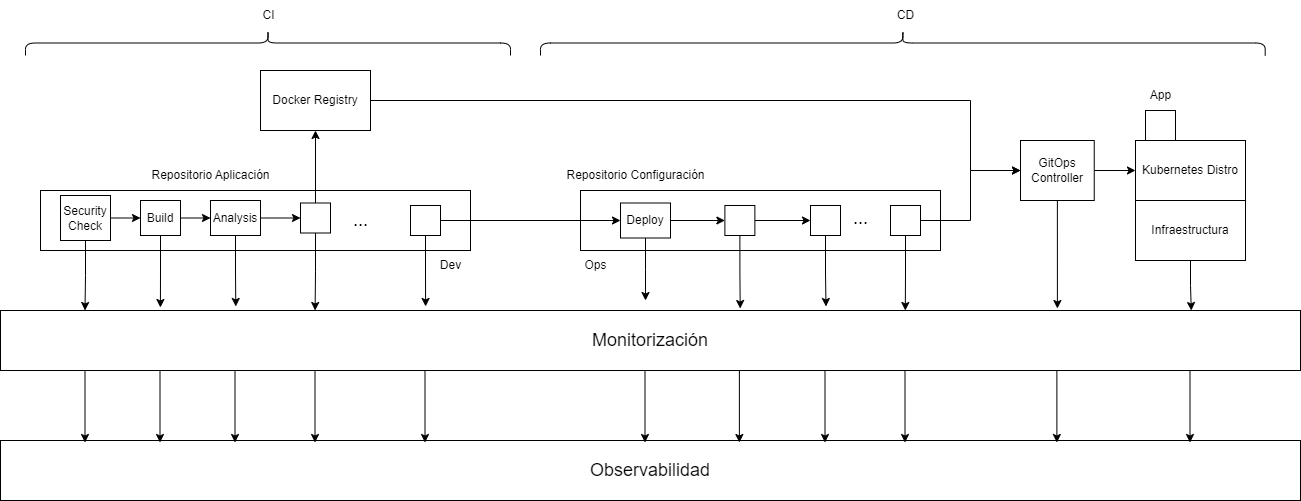 CI
CD
Docker Registry
App
Repositorio Aplicación
Repositorio Configuración
GitOps
Controller
Kubernetes Distro
Security
Check
Build
Analysis
...
Deploy
...
Infraestructura
Dev
Ops
Monitorización
Observabilidad